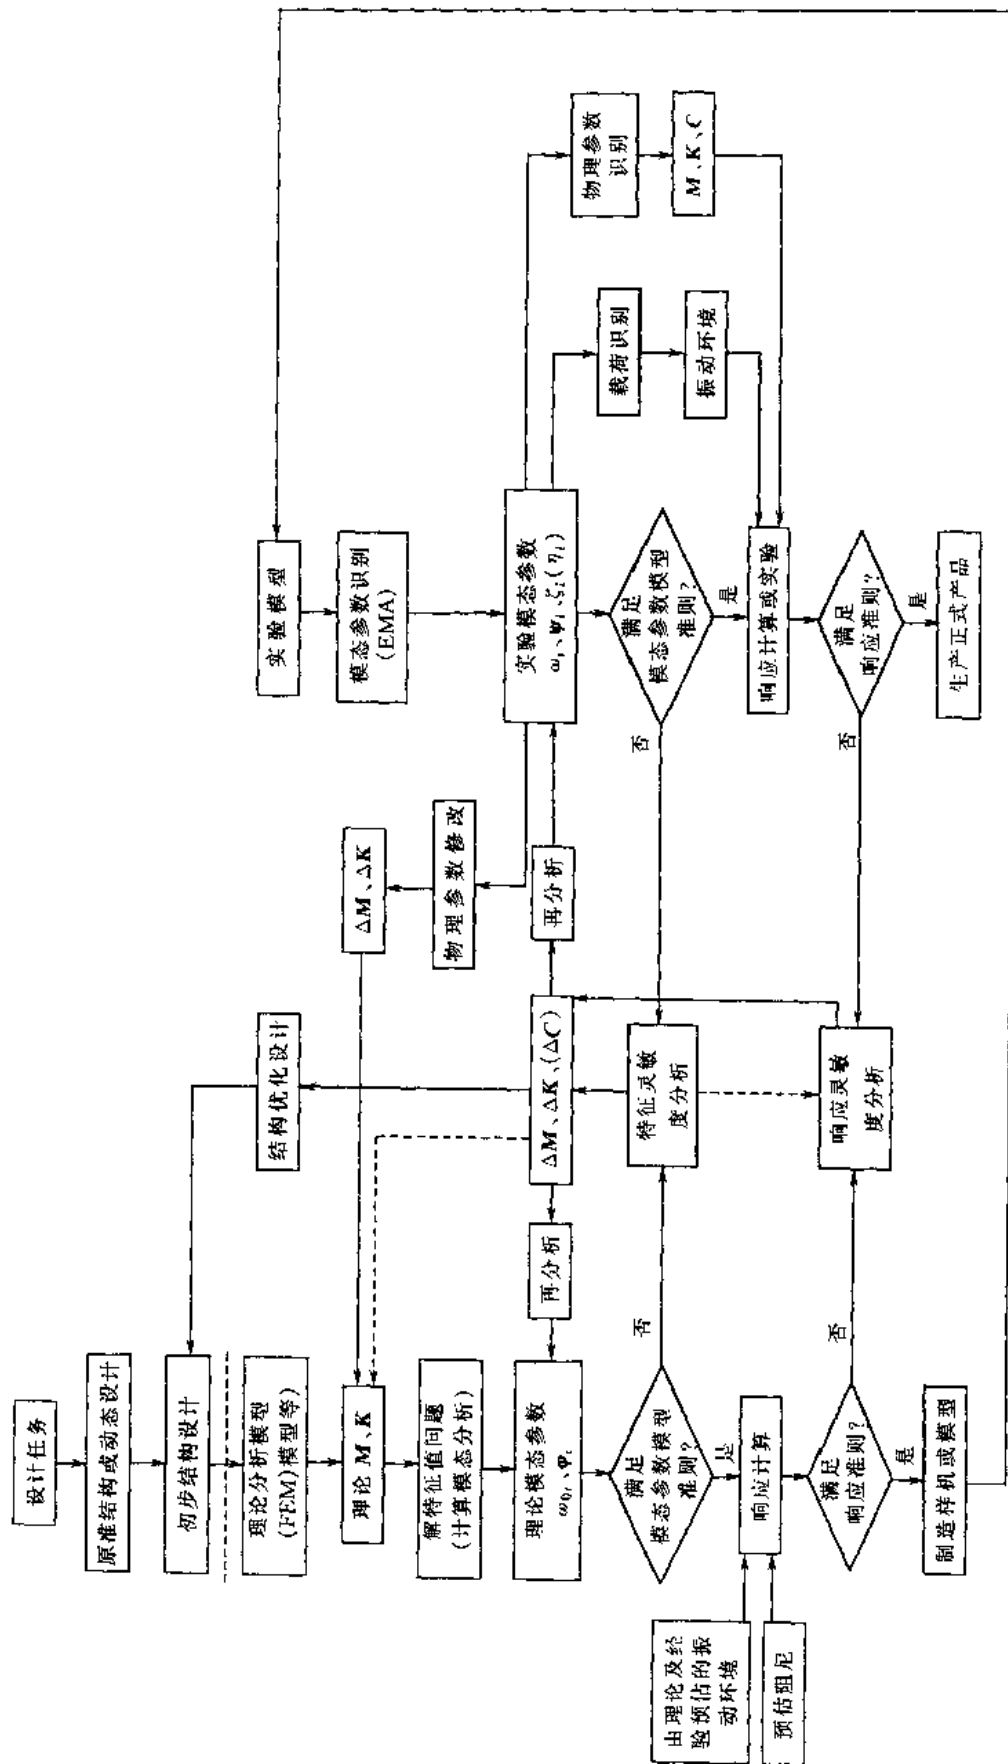 设计任务
原准结构或动态设计
初步结构设计
理论分析模型
(FEM)模型等)
理论 M、K
解特征值问题
(计算模态分析)
理论模态参数
ω₀ᵢ、φᵢ
满足
模态参数模型
准则?
否
是
由理论及经
验预估的振
动环境
预估阻尼
响应计算
满足
响应准则?
否
是
制造样机或模型
结构优化设计
ΔM、ΔK
物理参数修改
再分析
ΔM、ΔK、(ΔC)
再分析
特征灵敏
度分析
响应灵敏
度分析
实验模型
模态参数识别
(EMA)
实验模态参数
ωᵢ、ψᵢ、ζᵢ(ηᵢ)
满足
模态参数模型
准则?
否
是
响应计算或实验
满足
响应准则?
否
是
生产正式产品
载荷识别
振动环境
物理参数
识别
M、K、C